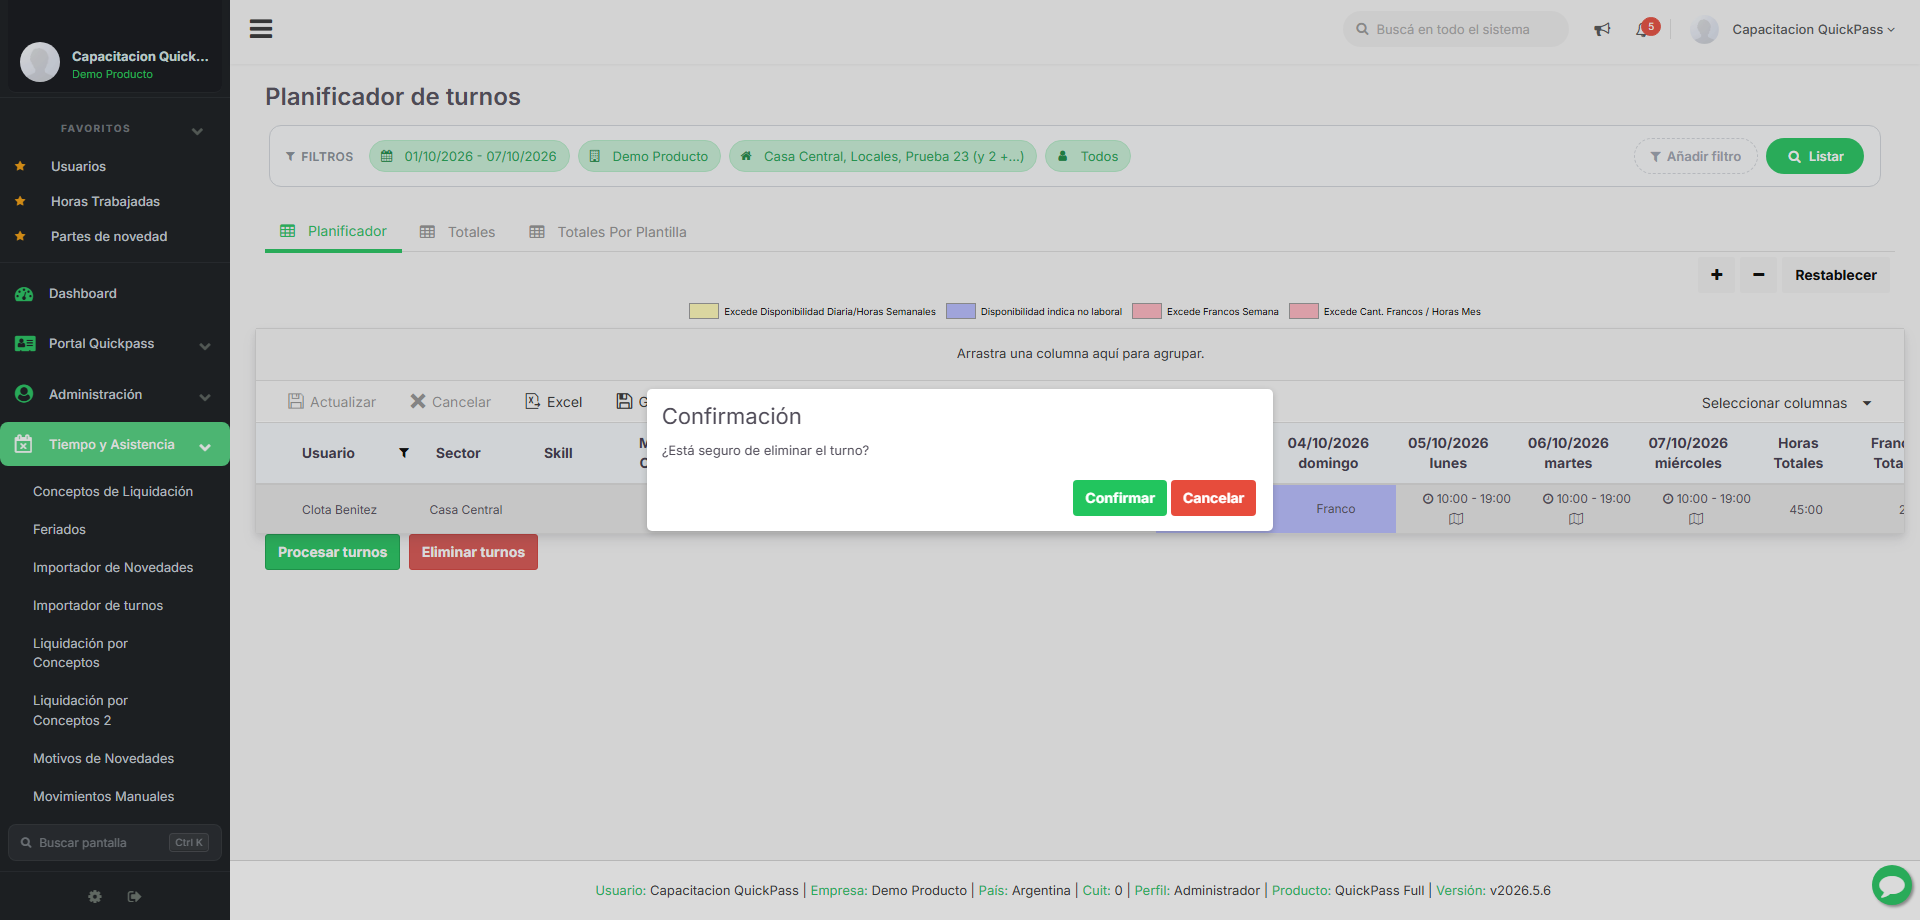 Capacitacion Quick...
Demo Producto
FAVORITOS
Usuarios
Horas Trabajadas
Partes de novedad
Dashboard
Portal Quickpass
Administración
Tiempo y Asistencia
Conceptos de Liquidación
Feriados
Importador de Novedades
Importador de turnos
Liquidación por
Conceptos
Liquidación por
Conceptos 2
Motivos de Novedades
Movimientos Manuales
Buscar pantalla Ctrl K
Buscá en todo el sistema 5 Capacitacion QuickPass
Planificador de turnos
FILTROS 01/10/2026 - 07/10/2026 Demo Producto Casa Central, Locales, Prueba 23 (y 2 +...) Todos Añadir filtro Listar
Planificador Totales Totales Por Plantilla
+ − Restablecer
Excede Disponibilidad Diaria/Horas Semanales Disponibilidad indica no laboral Excede Francos Semana Excede Cant. Francos / Horas Mes
Arrastra una columna aquí para agrupar.
Actualizar Cancelar Excel G Seleccionar columnas
Usuario Sector Skill
04/10/2026 domingo 05/10/2026 lunes 06/10/2026 martes 07/10/2026 miércoles Horas Totales Franc Tota
Clota Benitez Casa Central Franco 10:00 - 19:00 10:00 - 19:00 10:00 - 19:00 45:00 2
Confirmación
¿Está seguro de eliminar el turno?
Confirmar Cancelar
Procesar turnos Eliminar turnos
Usuario: Capacitacion QuickPass | Empresa: Demo Producto | País: Argentina | Cuit: 0 | Perfil: Administrador | Producto: QuickPass Full | Versión: v2026.5.6